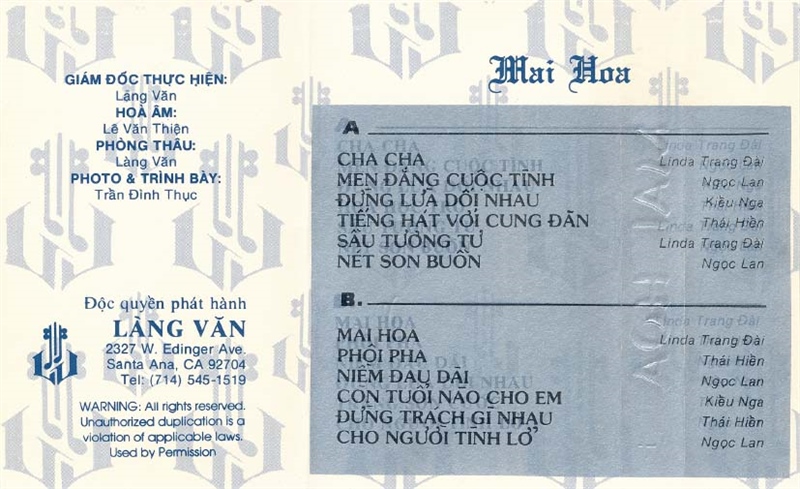 GIÁM ĐỐC THỰC HIỆN:
Làng Văn
HOÀ ÂM:
Lê Văn Thiện
PHÒNG THÂU:
Làng Văn
PHOTO & TRÌNH BÀY:
Trần Đình Thục
Độc quyền phát hành
LÀNG VĂN
2327 W. Edinger Ave.
Santa Ana, CA 92704
Tel: (714) 545-1519
WARNING: All rights reserved.
Unauthorized duplication is a
violation of applicable laws.
Used by Permission
Mai Hoa
A
CHA CHA Linda Trang Đài
MEN ĐẮNG CUỘC TÌNH Ngọc Lan
ĐỪNG LỪA DỐI NHAU Kiều Nga
TIẾNG HÁT VỚI CUNG ĐÀN Thái Hiền
SẦU TƯƠNG TƯ Linda Trang Đài
NÉT SON BUỒN Ngọc Lan
B.
MAI HOA Linda Trang Đài
PHÔI PHA Thái Hiền
NIỀM ĐAU DÀI Ngọc Lan
CÒN TUỔI NÀO CHO EM Kiều Nga
ĐỪNG TRÁCH GÌ NHAU Thái Hiền
CHO NGƯỜI TÌNH LỠ Ngọc Lan